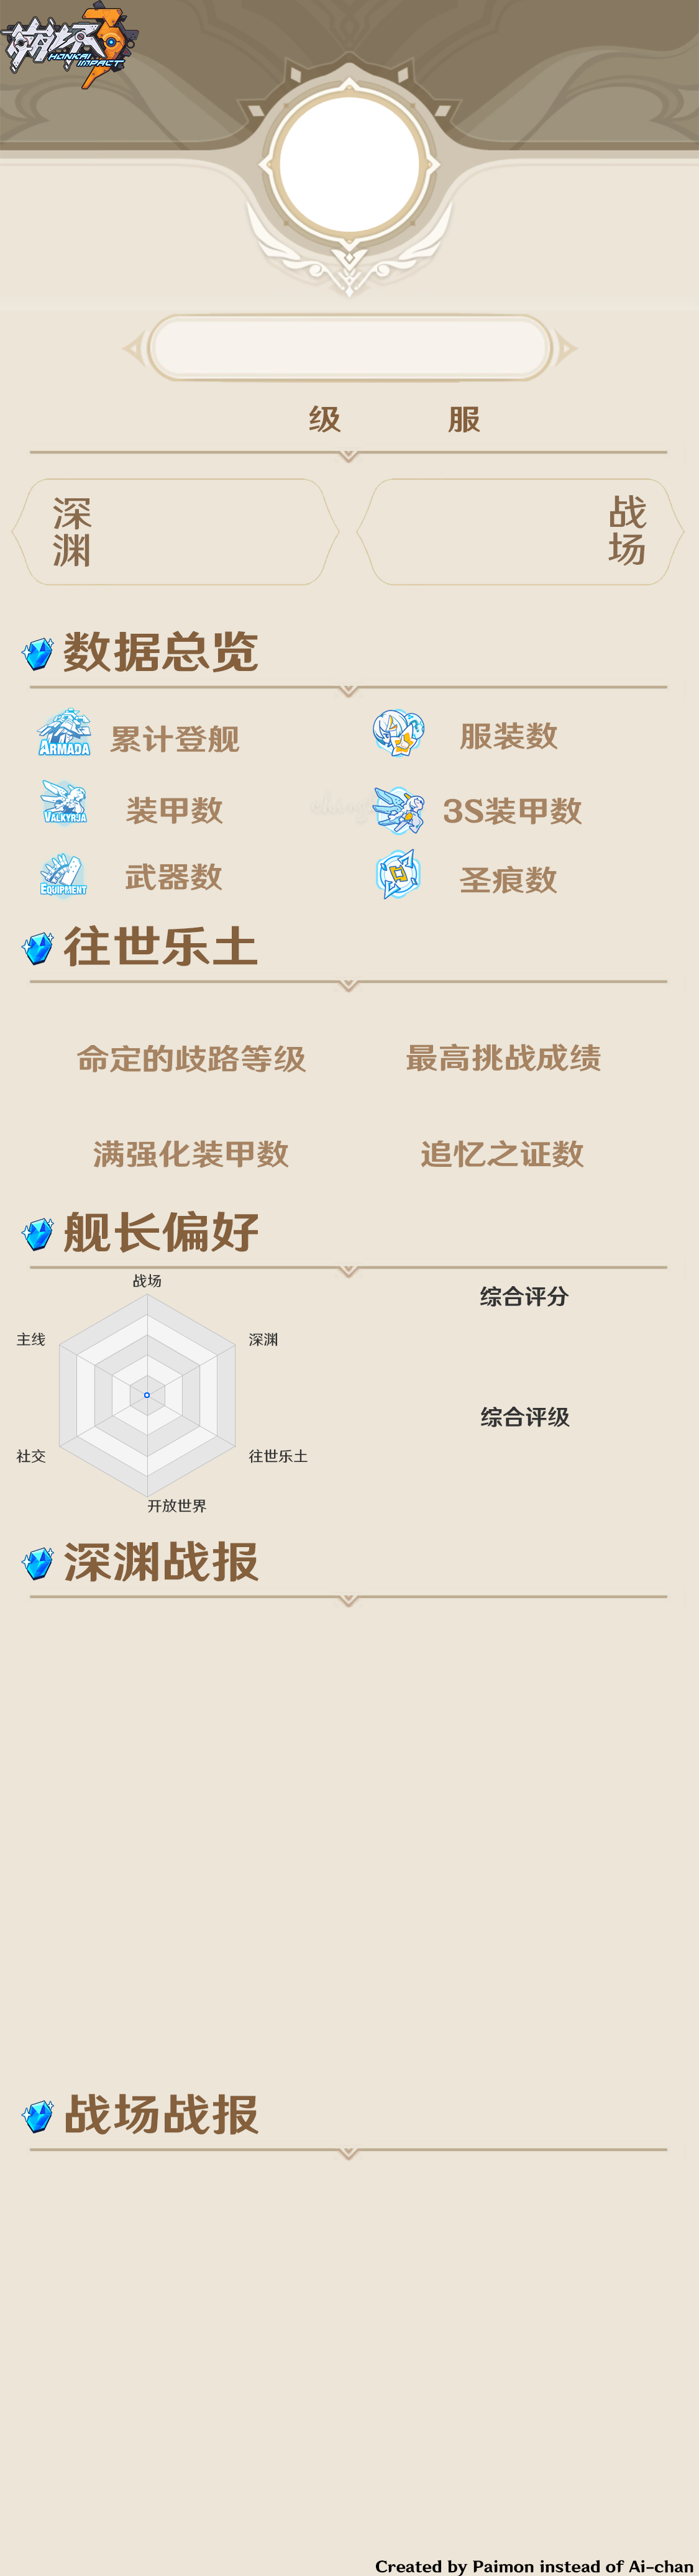 崩坏3
HONKAI
IMPACT
级 服
深渊
战场
数据总览
ARMADA 累计登舰 服装数
VALKYRJA 装甲数 3S装甲数
EQUIPMENT 武器数 圣痕数
往世乐土
命定的歧路等级 最高挑战成绩
满强化装甲数 追忆之证数
舰长偏好
战场
综合评分
主线 深渊
综合评级
社交 往世乐土
开放世界
深渊战报
战场战报
Created by Paimon instead of Ai-chan